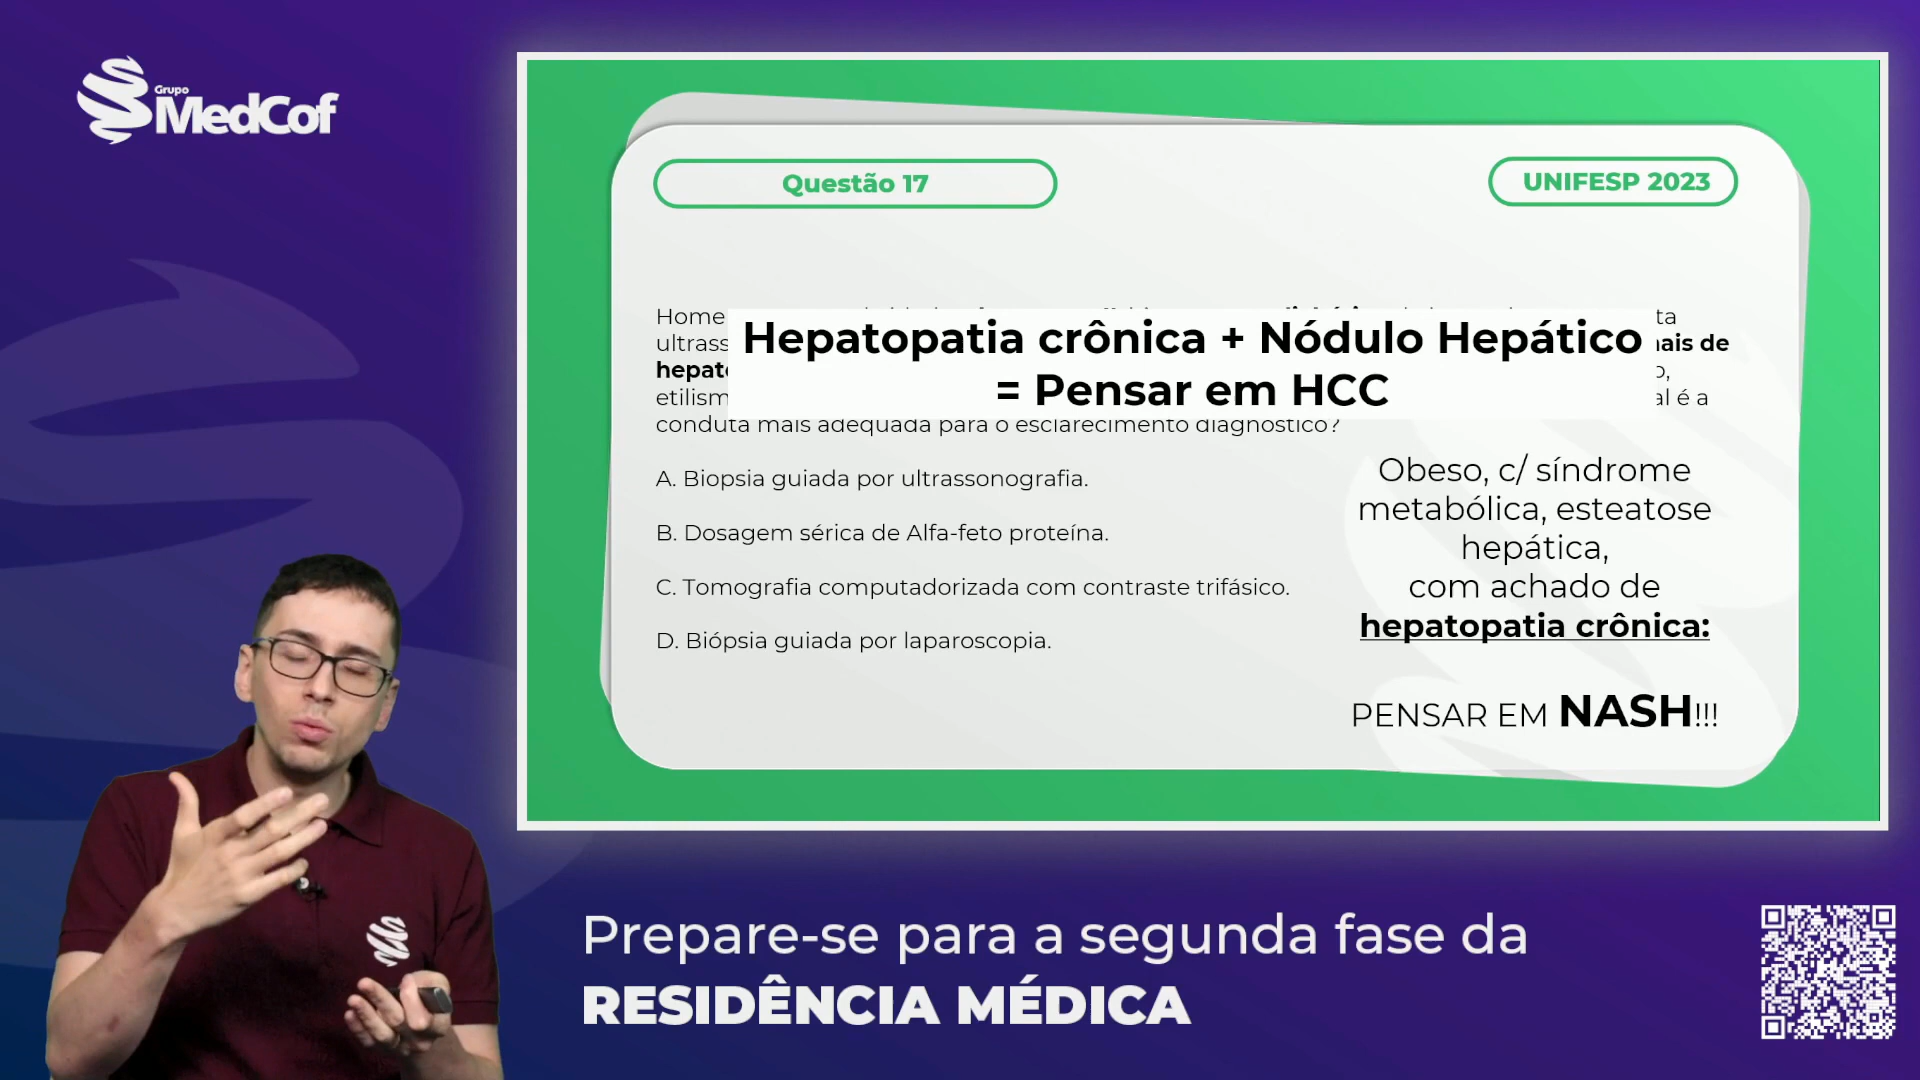 Grupo
MedCof
Questão 17
UNIFESP 2023
Home
ta
ultrass
ais de
hepat
Hepatopatia crônica + Nódulo Hepático
= Pensar em HCC
etilism
al é a
conduta mais adequada para o esclarecimento diagnóstico?
A. Biopsia guiada por ultrassonografia.
B. Dosagem sérica de Alfa-feto proteína.
C. Tomografia computadorizada com contraste trifásico.
D. Biópsia guiada por laparoscopia.
Obeso, c/ síndrome
metabólica, esteatose
hepática,
com achado de
hepatopatia crônica:
PENSAR EM NASH!!!
Prepare-se para a segunda fase da
RESIDÊNCIA MÉDICA